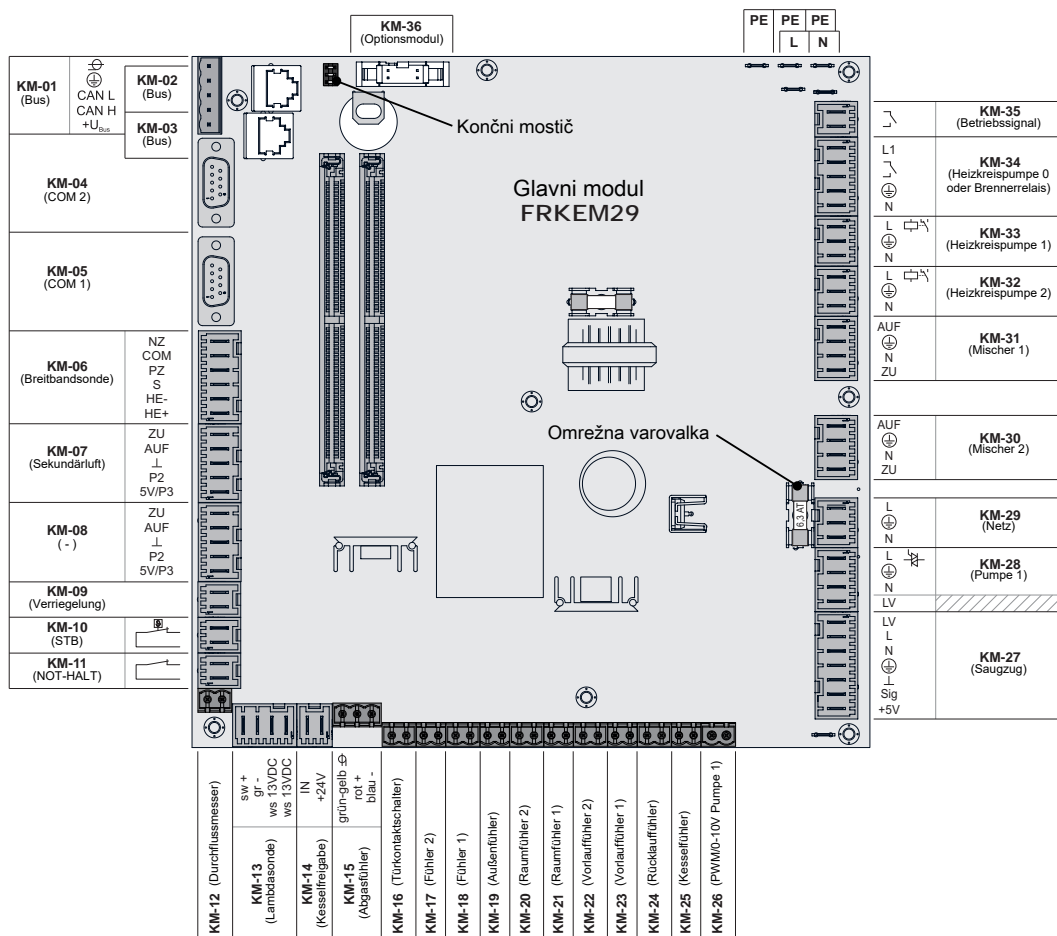 KM-36
(Optionsmodul)
PE PE PE
L N
KM-01
(Bus)
CAN L
CAN H
+U Bus
KM-02
(Bus)
KM-03
(Bus)
KM-04
(COM 2)
KM-05
(COM 1)
KM-06
(Breitbandsonde)
NZ
COM
PZ
S
HE-
HE+
KM-07
(Sekundärluft)
ZU
AUF
⊥
P2
5V/P3
KM-08
( - )
ZU
AUF
⊥
P2
5V/P3
KM-09
(Verriegelung)
KM-10
(STB)
KM-11
(NOT-HALT)
Končni mostič
Glavni modul
FRKEM29
Omrežna varovalka
6,3 AT
KM-35
(Betriebssignal)
L1
N
KM-34
(Heizkreispumpe 0
oder Brennerrelais)
L
N
KM-33
(Heizkreispumpe 1)
L
N
KM-32
(Heizkreispumpe 2)
AUF
N
ZU
KM-31
(Mischer 1)
AUF
N
ZU
KM-30
(Mischer 2)
L
N
KM-29
(Netz)
L
N
LV
KM-28
(Pumpe 1)
LV
L
N
⊥
Sig
+5V
KM-27
(Saugzug)
KM-12 (Durchflussmesser)
sw +
gr -
ws 13VDC
ws 13VDC
KM-13
(Lambdasonde)
IN
+24V
KM-14
(Kesselfreigabe)
grün-gelb
rot +
blau -
KM-15
(Abgasfühler)
KM-16 (Türkontaktschalter)
KM-17 (Fühler 2)
KM-18 (Fühler 1)
KM-19 (Außenfühler)
KM-20 (Raumfühler 2)
KM-21 (Raumfühler 1)
KM-22 (Vorlauffühler 2)
KM-23 (Vorlauffühler 1)
KM-24 (Rücklauffühler)
KM-25 (Kesselfühler)
KM-26 (PWM/0-10V Pumpe 1)